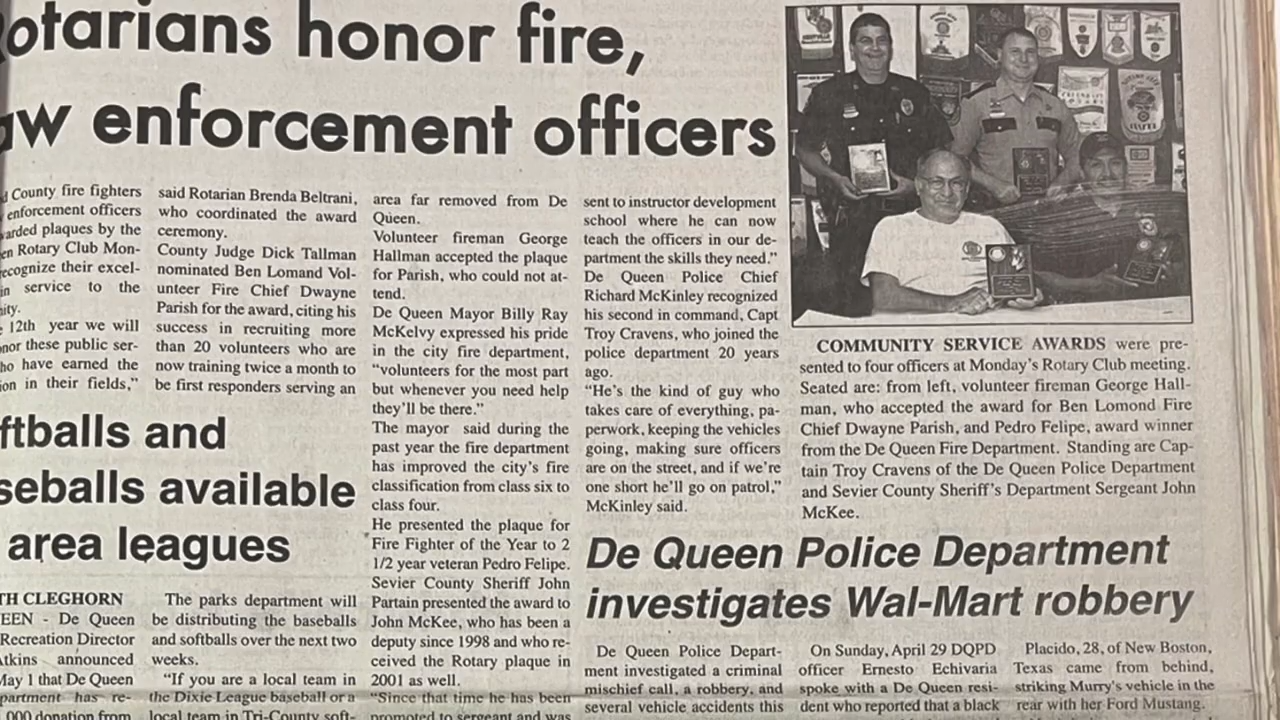 otarians honor fire,
aw enforcement officers
County fire fighters
enforcement officers
arded plaques by the
en Rotary Club Mon-
ecognize their excel-
in service to the
ity.
12th year we will
nor these public ser-
ho have earned the
ion in their fields,"
said Rotarian Brenda Beltrani,
who coordinated the award
ceremony.
County Judge Dick Tallman
nominated Ben Lomand Vol-
unteer Fire Chief Dwayne
Parish for the award, citing his
success in recruiting more
than 20 volunteers who are
now training twice a month to
be first responders serving an
area far removed from De
Queen.
Volunteer fireman George
Hallman accepted the plaque
for Parish, who could not at-
tend.
De Queen Mayor Billy Ray
McKelvy expressed his pride
in the city fire department,
"volunteers for the most part
but whenever you need help
they'll be there."
The mayor said during the
past year the fire department
has improved the city's fire
classification from class six to
class four.
He presented the plaque for
Fire Fighter of the Year to 2
1/2 year veteran Pedro Felipe.
Sevier County Sheriff John
Partain presented the award to
John McKee, who has been a
deputy since 1998 and who re-
ceived the Rotary plaque in
2001 as well.
"Since that time he has been
promoted to sergeant and was
sent to instructor development
school where he can now
teach the officers in our de-
partment the skills they need."
De Queen Police Chief
Richard McKinley recognized
his second in command, Capt
Troy Cravens, who joined the
police department 20 years
ago.
"He's the kind of guy who
takes care of everything, pa-
perwork, keeping the vehicles
going, making sure officers
are on the street, and if we're
one short he'll go on patrol,"
McKinley said.
COMMUNITY SERVICE AWARDS were pre-
sented to four officers at Monday's Rotary Club meeting.
Seated are: from left, volunteer fireman George Hall-
man, who accepted the award for Ben Lomond Fire
Chief Dwayne Parish, and Pedro Felipe, award winner
from the De Queen Fire Department. Standing are Cap-
tain Troy Cravens of the De Queen Police Department
and Sevier County Sheriff's Department Sergeant John
McKee.
ftballs and
seballs available
area leagues
TH CLEGHORN
EEN - De Queen
Recreation Director
Atkins announced
May 1 that De Queen
partment has re-
000 donation from
The parks department will
be distributing the baseballs
and softballs over the next two
weeks.
"If you are a local team in
the Dixie League baseball or a
local team in Tri-County soft-
De Queen Police Department
investigates Wal-Mart robbery
De Queen Police Depart-
ment investigated a criminal
mischief call, a robbery, and
several vehicle accidents this
On Sunday, April 29 DQPD
officer Ernesto Echivaria
spoke with a De Queen resi-
dent who reported that a black
Placido, 28, of New Boston,
Texas came from behind,
striking Murry's vehicle in the
rear with her Ford Mustang.